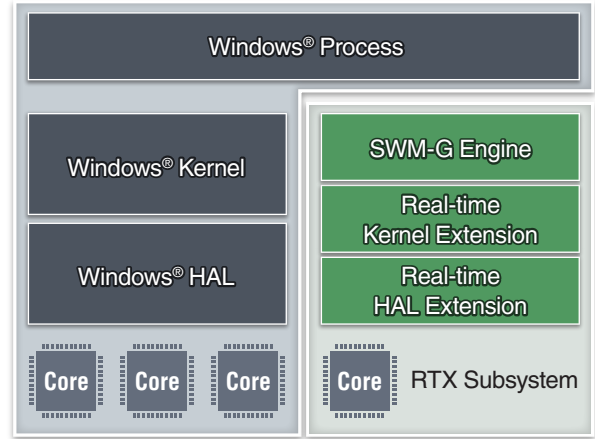 Windows® Process
Windows® Kernel
Windows® HAL
SWM-G Engine
Real-time
Kernel Extension
Real-time
HAL Extension
Core
Core
Core
Core
RTX Subsystem